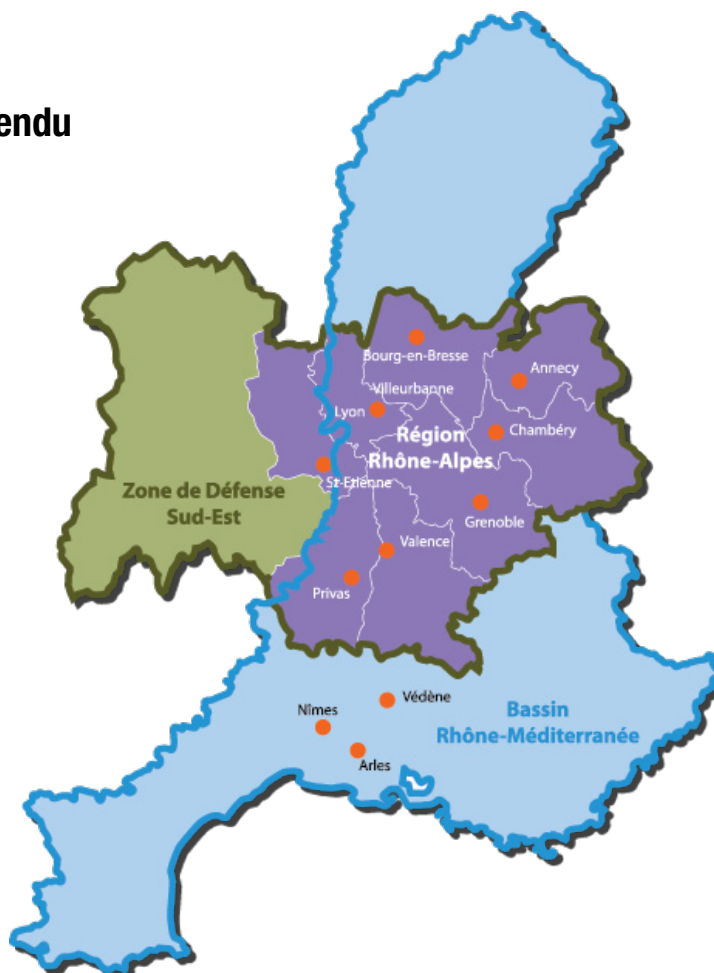 endu
Bourg-en-Bresse
Annecy
Villeurbanne
Lyon
Chambéry
Région
Rhône-Alpes
St-Etienne
Zone de Défense
Sud-Est
Grenoble
Valence
Privas
Védène
Nîmes
Bassin
Rhône-Méditerranée
Arles